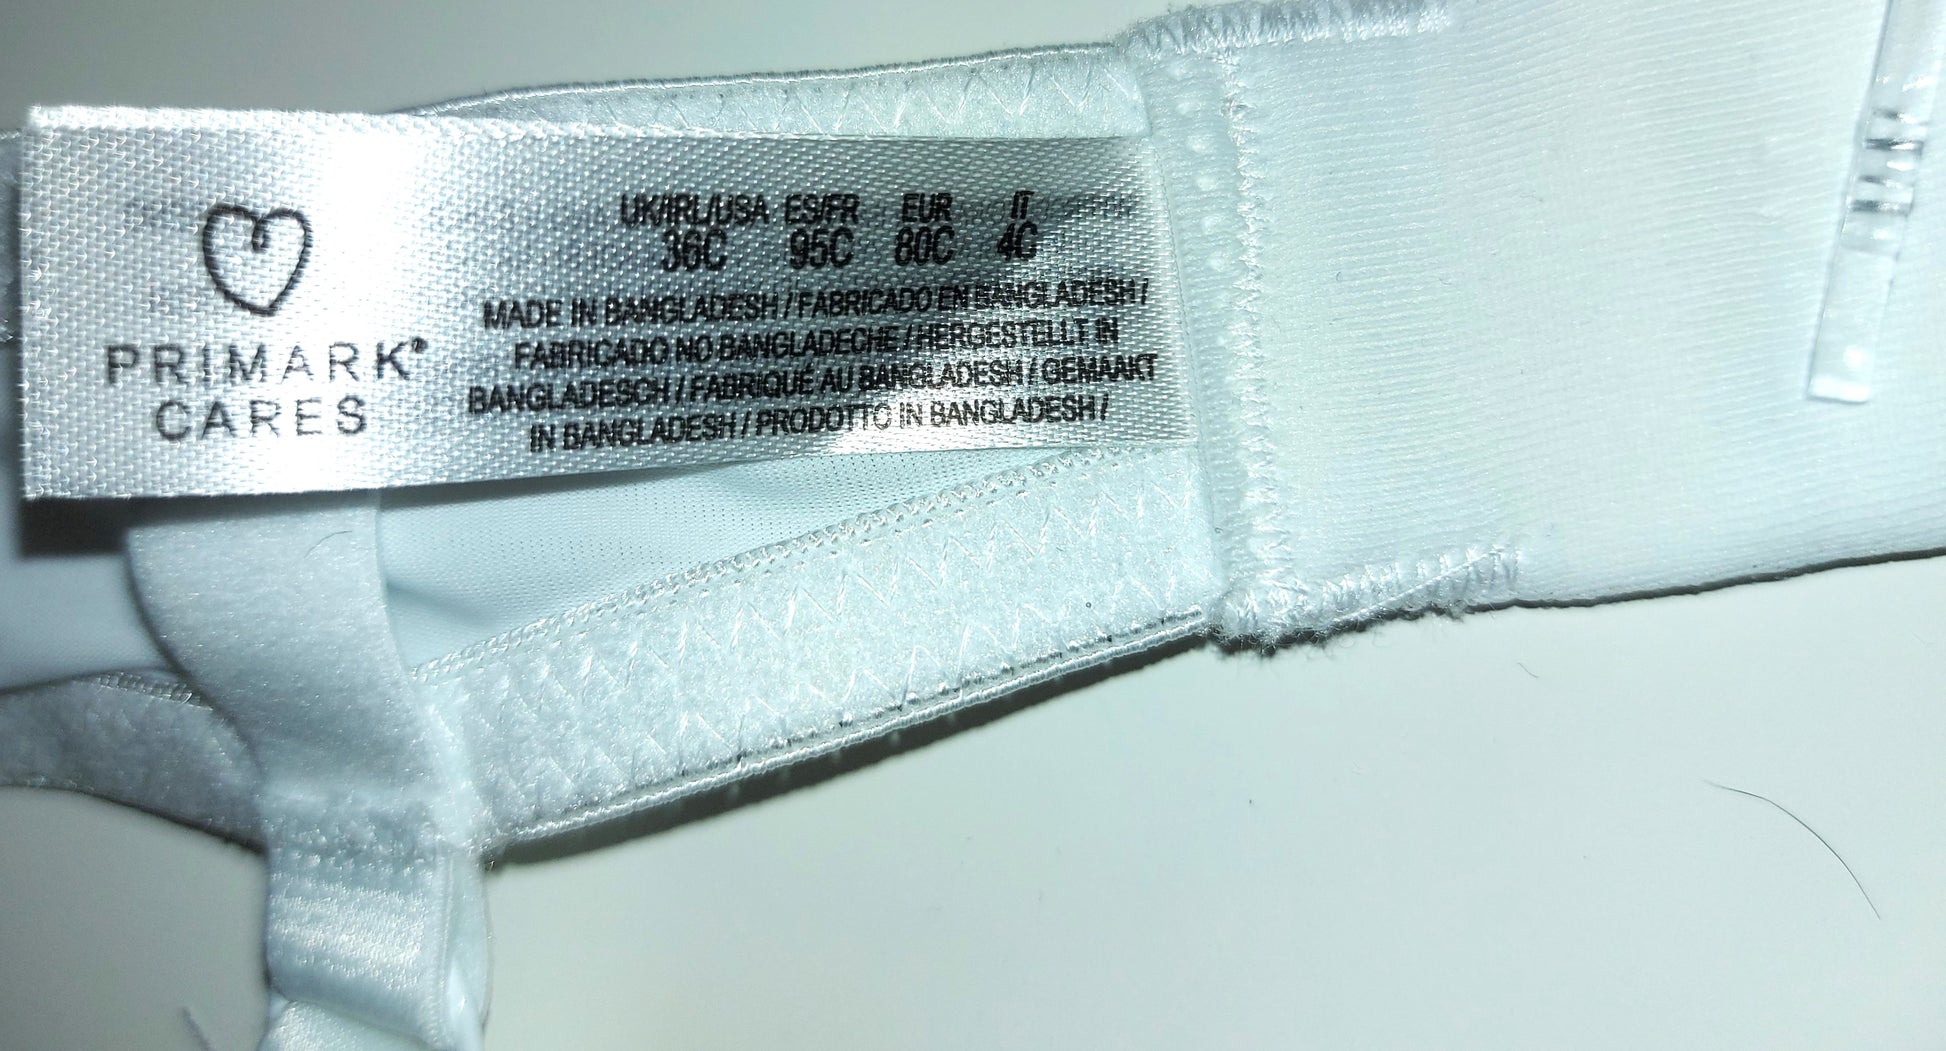 PRIMARK®
CARES
UK/IRL/USA ES/FR EUR IT
36C 95C 80C 4C
MADE IN BANGLADESH / FABRICADO EN BANGLADESH /
FABRICADO NO BANGLADECHE / HERGESTELLT IN
BANGLADESCH / FABRIQUÉ AU BANGLADESH / GEMAAKT
IN BANGLADESH / PRODOTTO IN BANGLADESH /